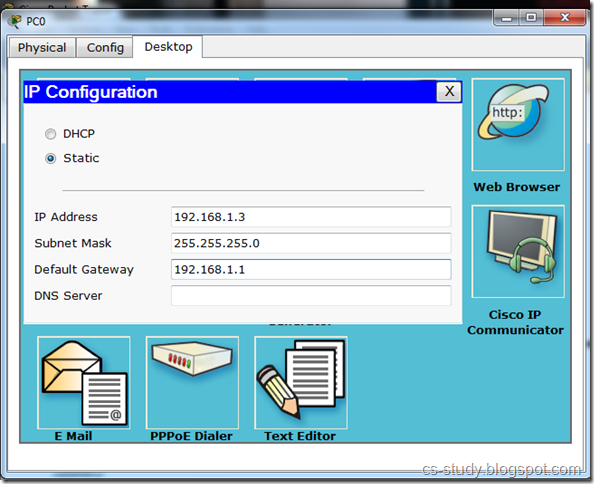 PC0
Physical Config Desktop
IP Configuration X
DHCP
Static
IP Address 192.168.1.3
Subnet Mask 255.255.255.0
Default Gateway 192.168.1.1
DNS Server
http:
Web Browser
Cisco IP
Communicator
@
E Mail
PPPoE Dialer
Text Editor
cs-study.blogspot.com